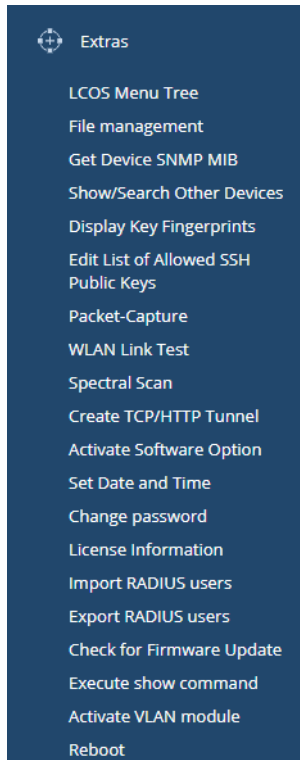 Extras
LCOS Menu Tree
File management
Get Device SNMP MIB
Show/Search Other Devices
Display Key Fingerprints
Edit List of Allowed SSH
Public Keys
Packet-Capture
WLAN Link Test
Spectral Scan
Create TCP/HTTP Tunnel
Activate Software Option
Set Date and Time
Change password
License Information
Import RADIUS users
Export RADIUS users
Check for Firmware Update
Execute show command
Activate VLAN module
Reboot